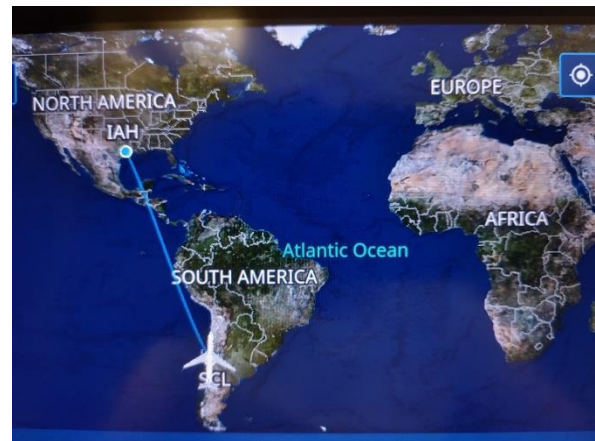 NORTH AMERICA
IAH
EUROPE
AFRICA
Atlantic Ocean
SOUTH AMERICA
SCL